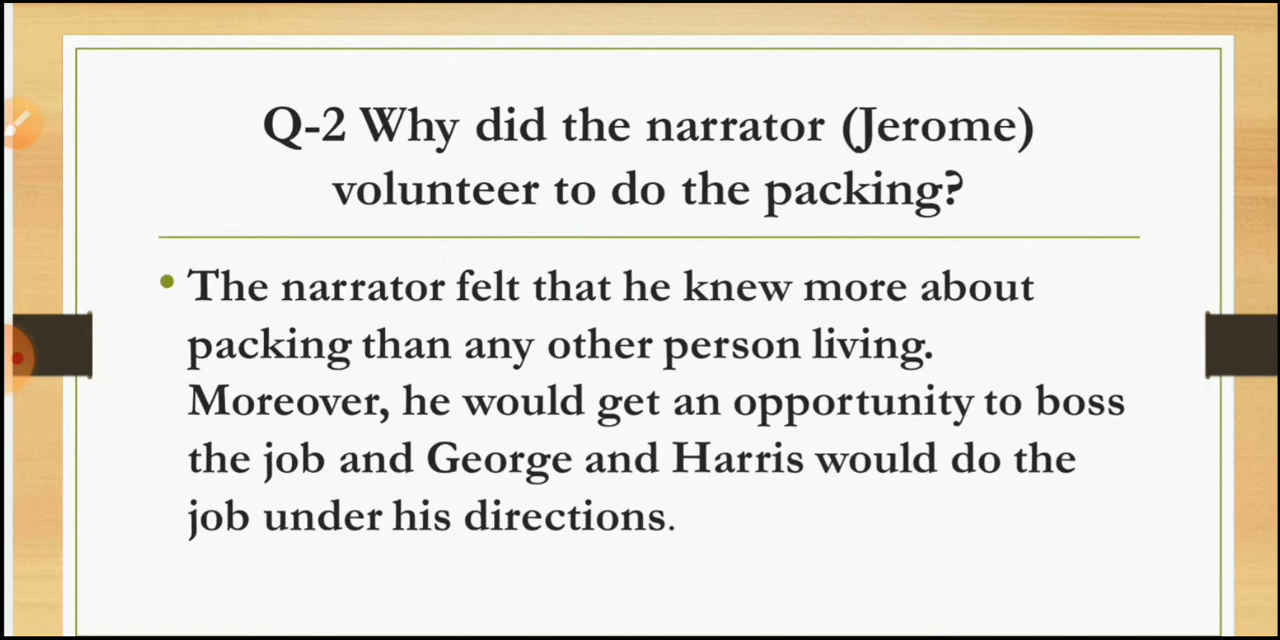 Q-2 Why did the narrator (Jerome)
volunteer to do the packing?
• The narrator felt that he knew more about
packing than any other person living.
Moreover, he would get an opportunity to boss
the job and George and Harris would do the
job under his directions.